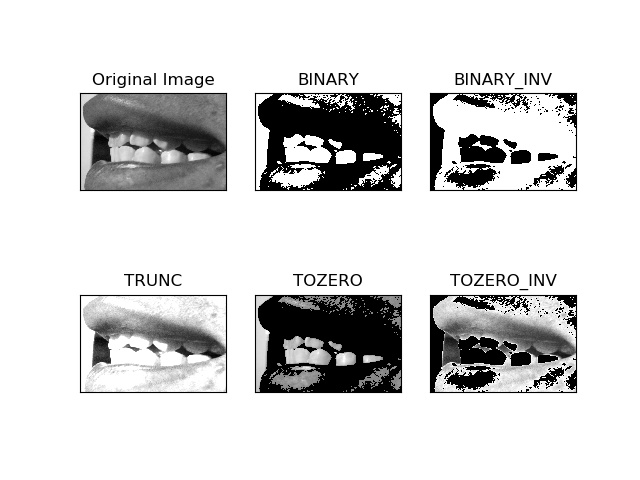 Original Image
BINARY
BINARY_INV
TRUNC
TOZERO
TOZERO_INV